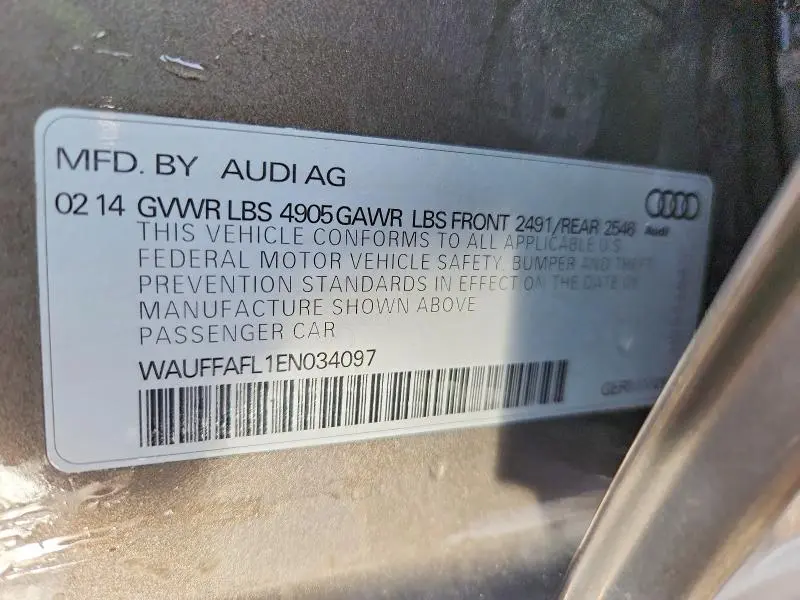 MFD. BY AUDI AG
02 14 GVWR LBS 4905 GAWR LBS FRONT 2491/REAR 2546
Audi
THIS VEHICLE CONFORMS TO ALL APPLICABLE U.S.
FEDERAL MOTOR VEHICLE SAFETY, BUMPER AND THEFT
PREVENTION STANDARDS IN EFFECT ON THE DATE OF
MANUFACTURE SHOWN ABOVE
PASSENGER CAR
WAUFFAFL1EN034097